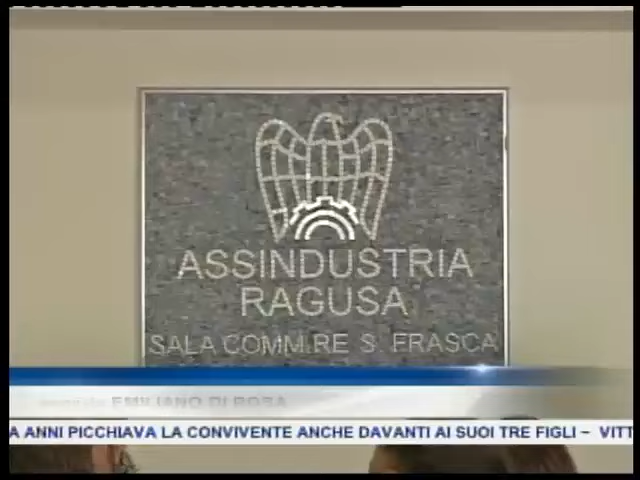 ASSINDUSTRIA
RAGUSA
SALA COMM.RE S. FRASCA
EMILIANO DI ROSA
A ANNI PICCHIAVA LA CONVIVENTE ANCHE DAVANTI AI SUOI TRE FIGLI – VITT